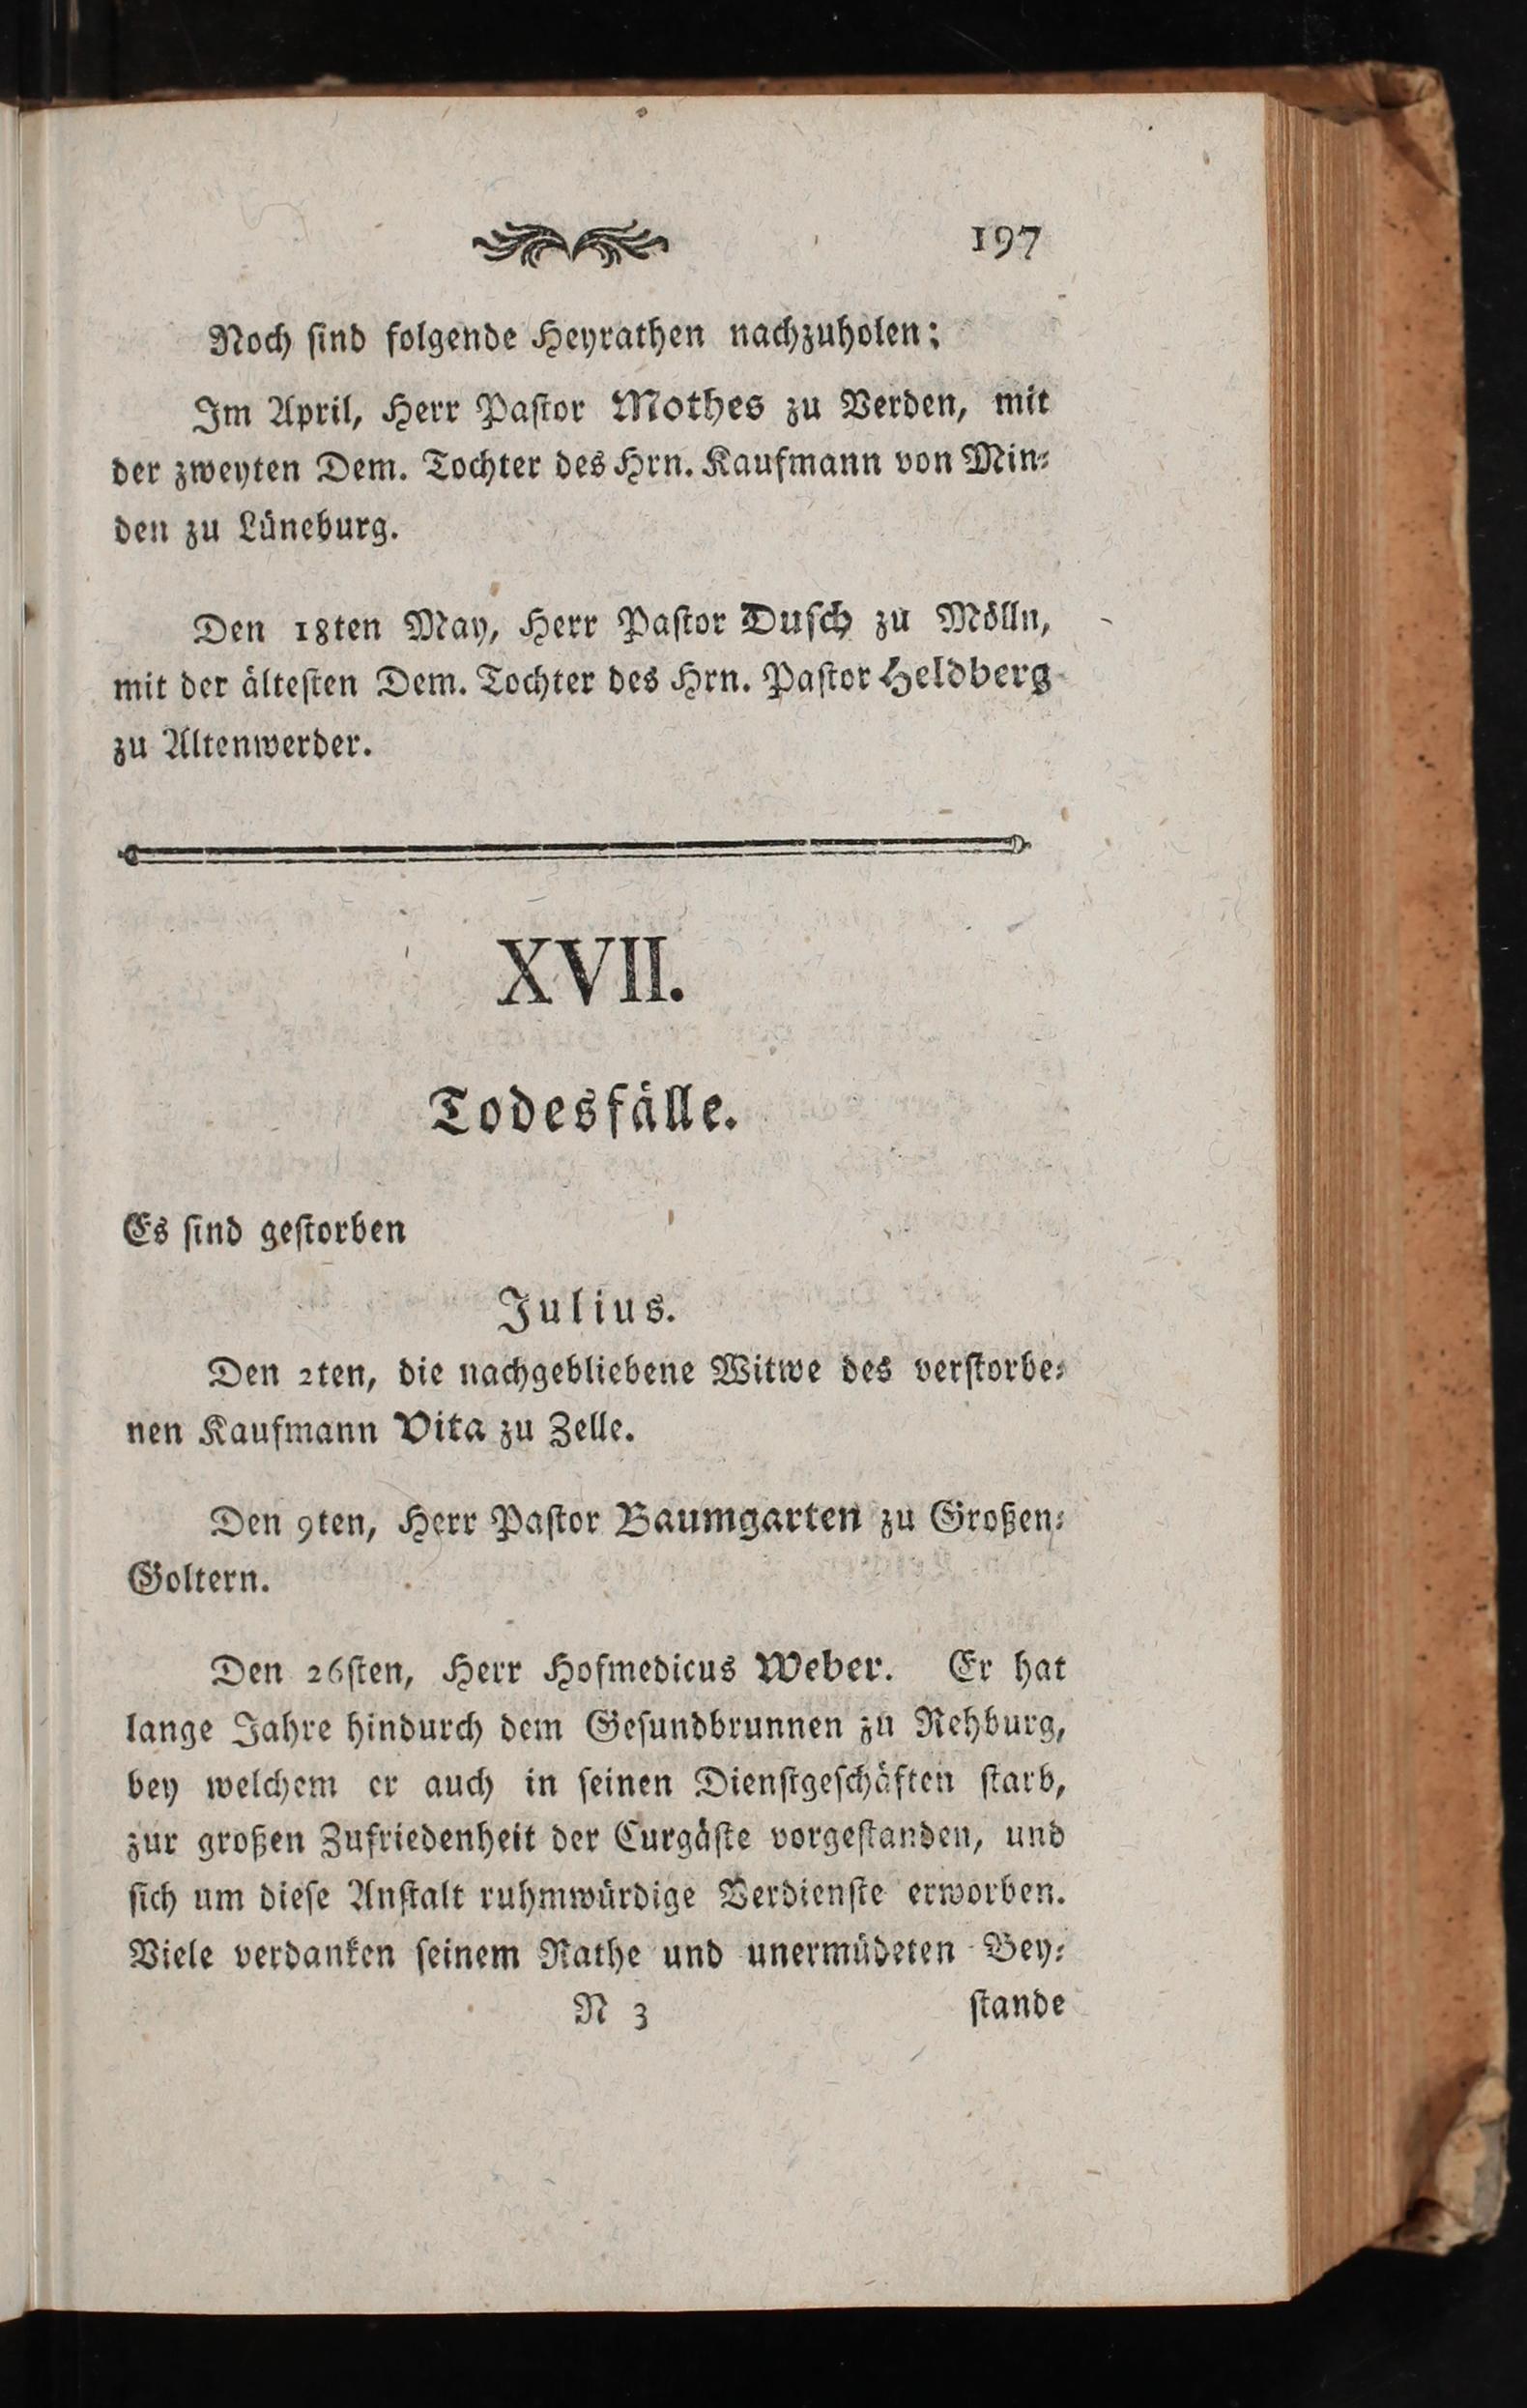 197
Noch ſind folgende Heyrathen nachzuholen:
Im April, Herr Paſtor Mothes zu Verden, mit
der zweyten Dem. Tochter des Hrn. Kaufmann von Min⸗
den zu Lüneburg.
Den 18ten May, Herr Paſtor Duſch zu Mölln,
mit der älteſten Dem. Tochter des Hrn. Paſtor Heldberg
zu Altenwerder.
XVII.
Todesfälle.
Es ſind geſtorben
Julius.
Den 2ten, die nachgebliebene Witwe des verſtorbe⸗
nen Kaufmann Vita zu Zelle.
Den 9ten, Herr Paſtor Baumgarten zu Großen⸗
Goltern.
Den 26ſten, Herr Hofmedicus Weber. Er hat
lange Jahre hindurch dem Geſundbrunnen zu Rehburg,
bey welchem er auch in ſeinen Dienſtgeſchäften ſtarb,
zur großen Zufriedenheit der Curgäſte vorgeſtanden, und
ſich um dieſe Anſtalt ruhmwürdige Verdienſte erworben.
Viele verdanken ſeinem Rathe und unermüdeten Bey⸗
N 3 ſtande